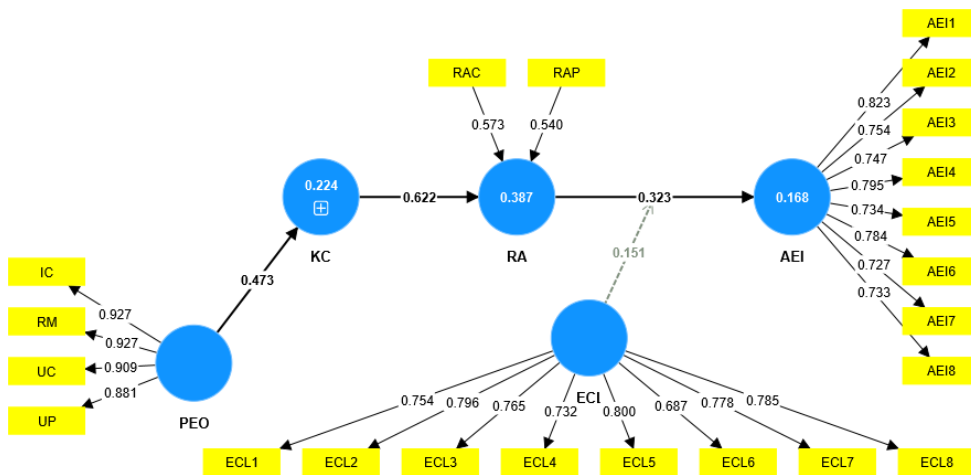 AEI1
RAC
RAP
AEI2
0.823
0.754
AEI3
0.573
0.540
0.747
0.795
AEI4
0.224
0.622
0.387
0.323
0.168
0.734
AEI5
0.784
KC
RA
0.151
AEI
0.727
AEI6
0.733
IC
0.473
0.927
RM
0.927
AEI7
UC
0.909
0.881
AEI8
UP
PEO
ECL
0.754
0.796
0.765
0.732
0.800
0.687
0.778
0.785
ECL1
ECL2
ECL3
ECL4
ECL5
ECL6
ECL7
ECL8